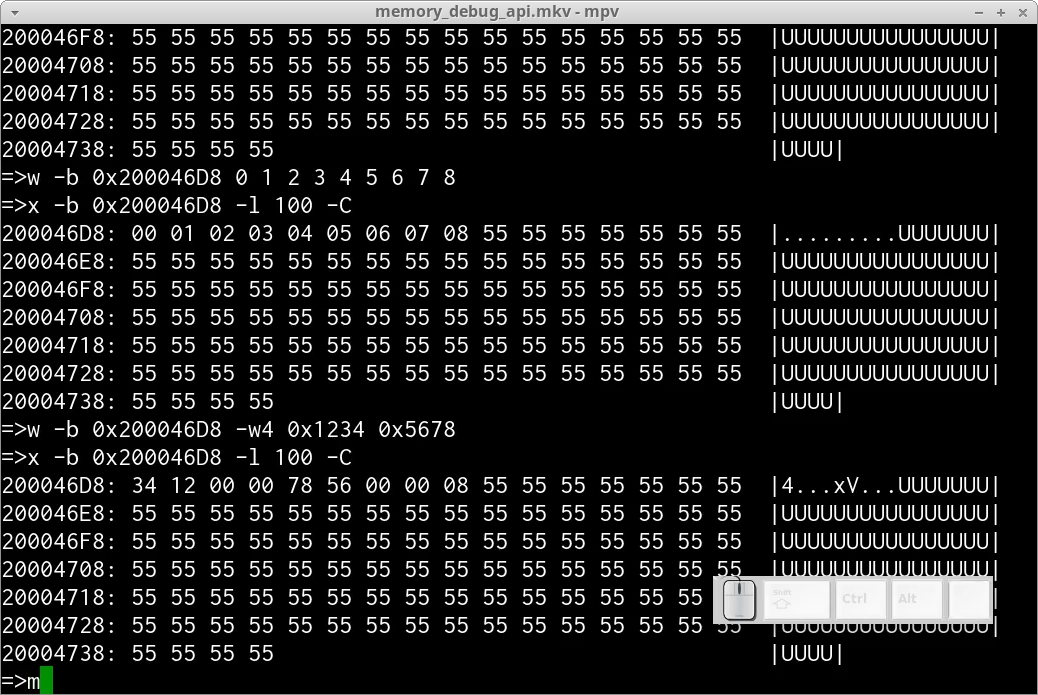 memory_debug_api.mkv - mpv
200046F8: 55 55 55 55 55 55 55 55 55 55 55 55 55 55 55 55 |UUUUUUUUUUUUUUUU|
20004708: 55 55 55 55 55 55 55 55 55 55 55 55 55 55 55 55 |UUUUUUUUUUUUUUUU|
20004718: 55 55 55 55 55 55 55 55 55 55 55 55 55 55 55 55 |UUUUUUUUUUUUUUUU|
20004728: 55 55 55 55 55 55 55 55 55 55 55 55 55 55 55 55 |UUUUUUUUUUUUUUUU|
20004738: 55 55 55 55 |UUUU|
=>w -b 0x200046D8 0 1 2 3 4 5 6 7 8
=>x -b 0x200046D8 -l 100 -C
200046D8: 00 01 02 03 04 05 06 07 08 55 55 55 55 55 55 55 |.........UUUUUUU|
200046E8: 55 55 55 55 55 55 55 55 55 55 55 55 55 55 55 55 |UUUUUUUUUUUUUUUU|
200046F8: 55 55 55 55 55 55 55 55 55 55 55 55 55 55 55 55 |UUUUUUUUUUUUUUUU|
20004708: 55 55 55 55 55 55 55 55 55 55 55 55 55 55 55 55 |UUUUUUUUUUUUUUUU|
20004718: 55 55 55 55 55 55 55 55 55 55 55 55 55 55 55 55 |UUUUUUUUUUUUUUUU|
20004728: 55 55 55 55 55 55 55 55 55 55 55 55 55 55 55 55 |UUUUUUUUUUUUUUUU|
20004738: 55 55 55 55 |UUUU|
=>w -b 0x200046D8 -w4 0x1234 0x5678
=>x -b 0x200046D8 -l 100 -C
200046D8: 34 12 00 00 78 56 00 00 08 55 55 55 55 55 55 55 |4...xV...UUUUUUU|
200046E8: 55 55 55 55 55 55 55 55 55 55 55 55 55 55 55 55 |UUUUUUUUUUUUUUUU|
200046F8: 55 55 55 55 55 55 55 55 55 55 55 55 55 55 55 55 |UUUUUUUUUUUUUUUU|
20004708: 55 55 55 55 55 55 55 55 55 55 55 55 55 55 55 55 |UUUUUUUUUUUUUUUU|
20004718: 55 55 55 55 55 55 55 55 55 55 55 55 55 55 55
Shift Ctrl Alt
20004728: 55 55 55 55 55 55 55 55 55 55 55 55 55 55 55 55 |UUUUUUUUUUUUUUUU|
20004738: 55 55 55 55 |UUUU|
=>m